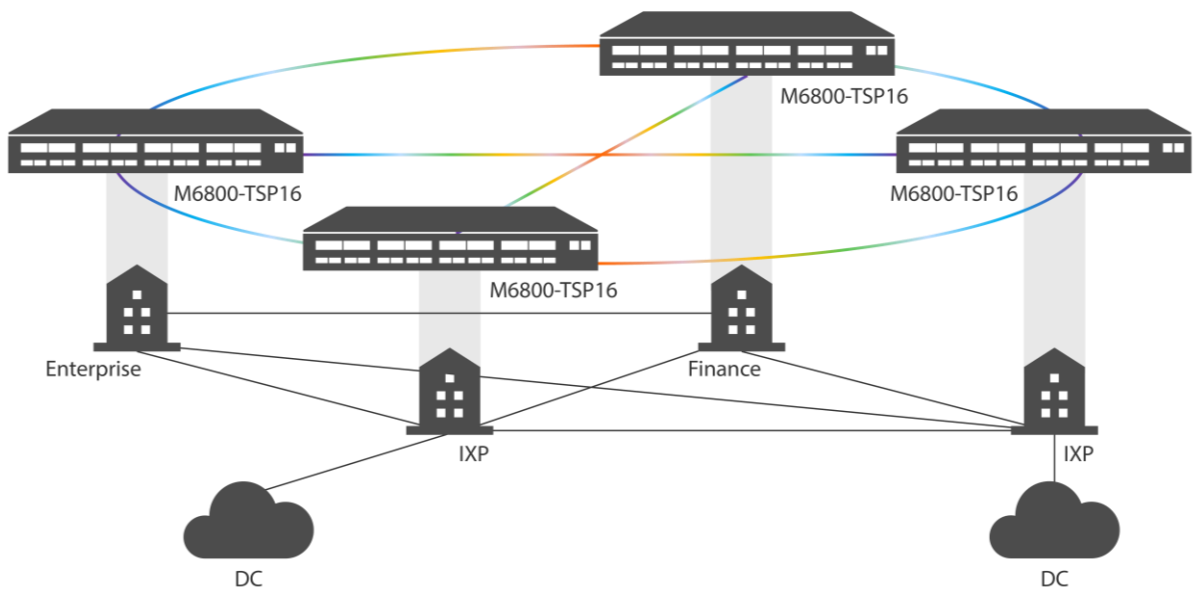 M6800-TSP16
M6800-TSP16
M6800-TSP16
M6800-TSP16
Enterprise
Finance
IXP
IXP
DC
DC